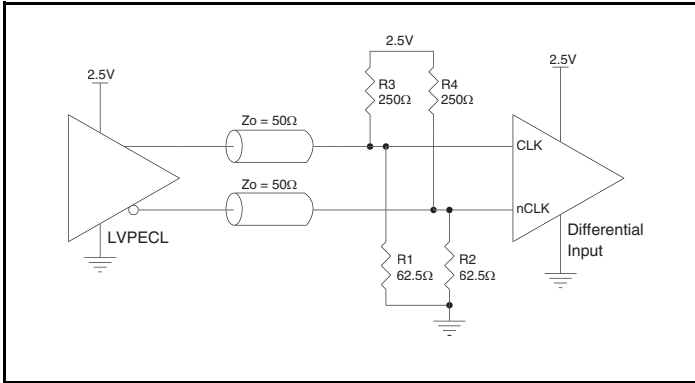 2.5V
2.5V
2.5V
R3
250Ω
R4
250Ω
Zo = 50Ω
CLK
Zo = 50Ω
nCLK
LVPECL
Differential
Input
R1
62.5Ω
R2
62.5Ω